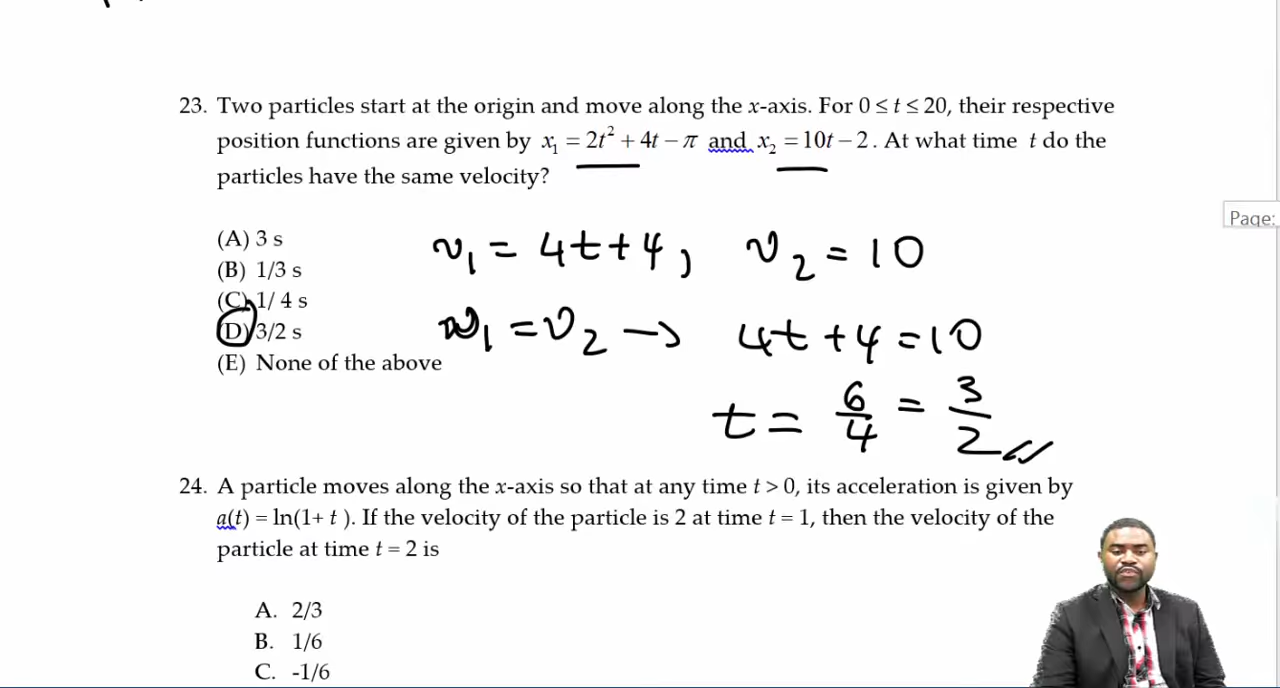 23. Two particles start at the origin and move along the x-axis. For 0 ≤ t ≤ 20, their respective
position functions are given by x₁ = 2t² + 4t − π and x₂ = 10t − 2. At what time t do the
particles have the same velocity?
Page:
(A) 3 s
v₁ = 4t + 4, v₂ = 10
(B) 1/3 s
(C) 1/ 4 s
(D) 3/2 s
v₁ = v₂ → 4t + 4 = 10
(E) None of the above
t = 6/4 = 3/2
24. A particle moves along the x-axis so that at any time t > 0, its acceleration is given by
a(t) = ln(1+ t ). If the velocity of the particle is 2 at time t = 1, then the velocity of the
particle at time t = 2 is
A. 2/3
B. 1/6
C. -1/6